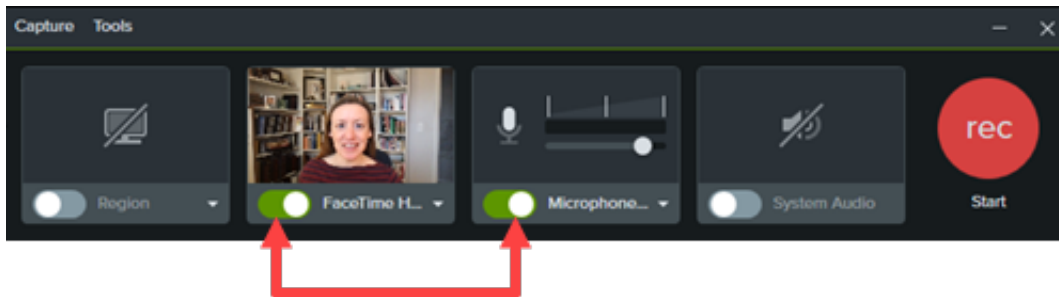 Capture Tools
Region
FaceTime H...
Microphone...
System Audio
rec
Start